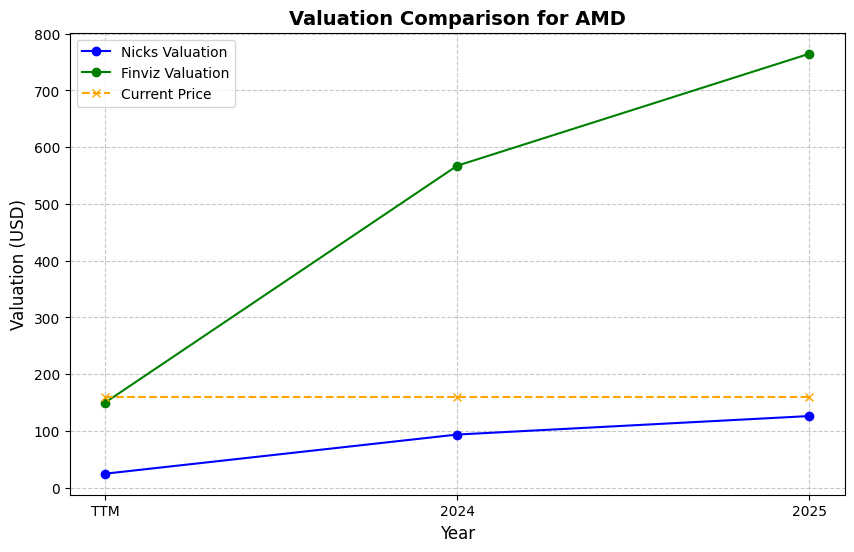 Valuation Comparison for AMD
Nicks Valuation
Finviz Valuation
Current Price
800
700
600
500
400
300
200
100
0
Valuation (USD)
TTM 2024 2025
Year